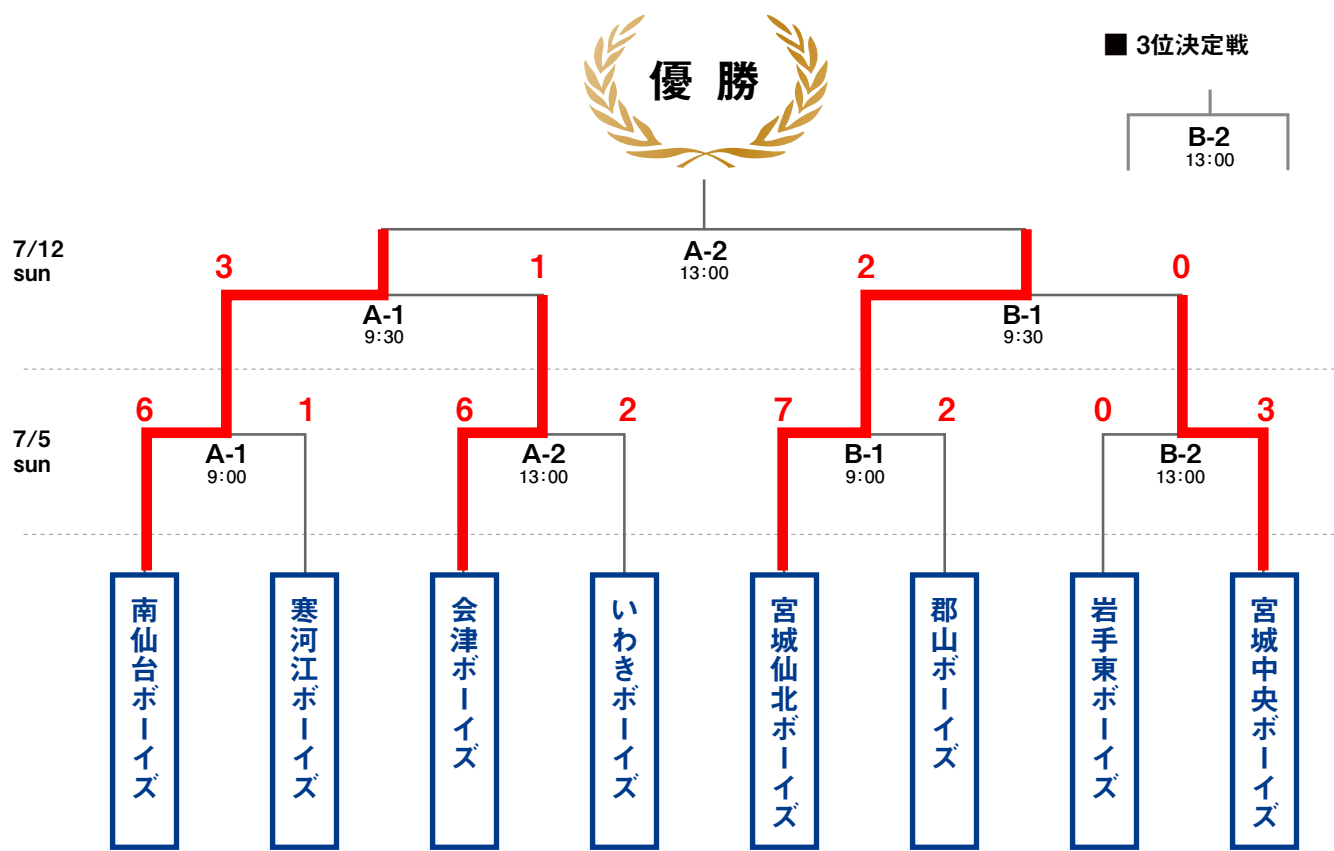 優 勝
■ 3位決定戦
B-2
13:00
7/12
sun
A-2
13:00
3
1
2
0
A-1
9:30
B-1
9:30
7/5
sun
6
1
6
2
7
2
0
3
A-1
9:00
A-2
13:00
B-1
9:00
B-2
13:00
南仙台ボーイズ
寒河江ボーイズ
会津ボーイズ
いわきボーイズ
宮城仙北ボーイズ
郡山ボーイズ
岩手東ボーイズ
宮城中央ボーイズ